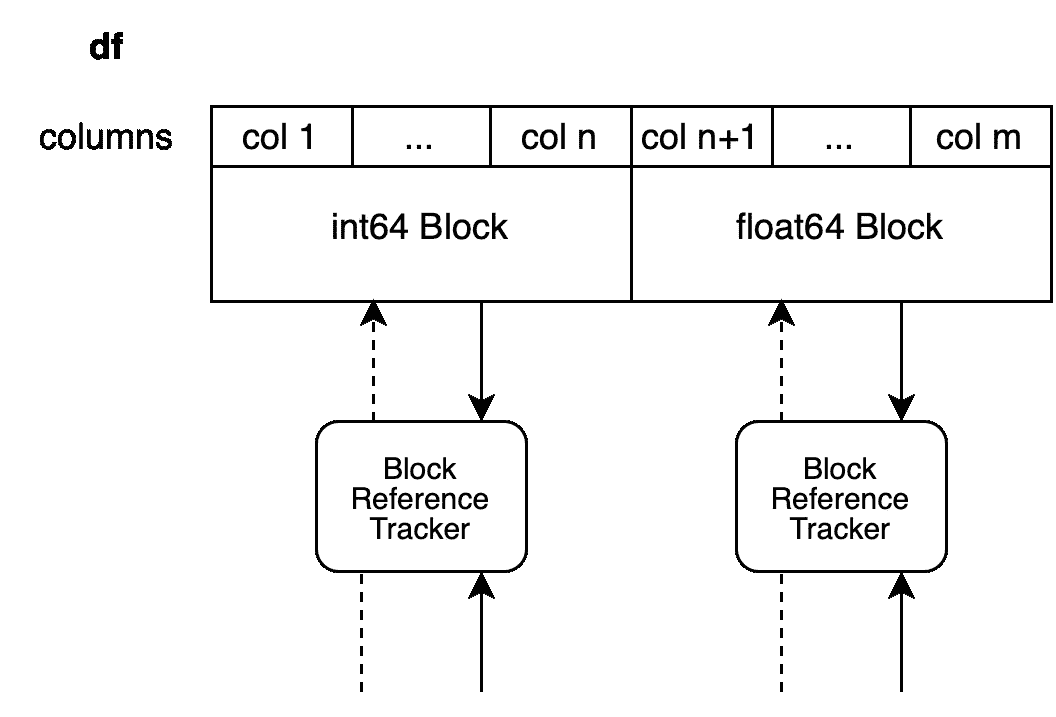 df
columns col 1 ... col n col n+1 ... col m
int64 Block float64 Block
Block Block
Reference Reference
Tracker Tracker